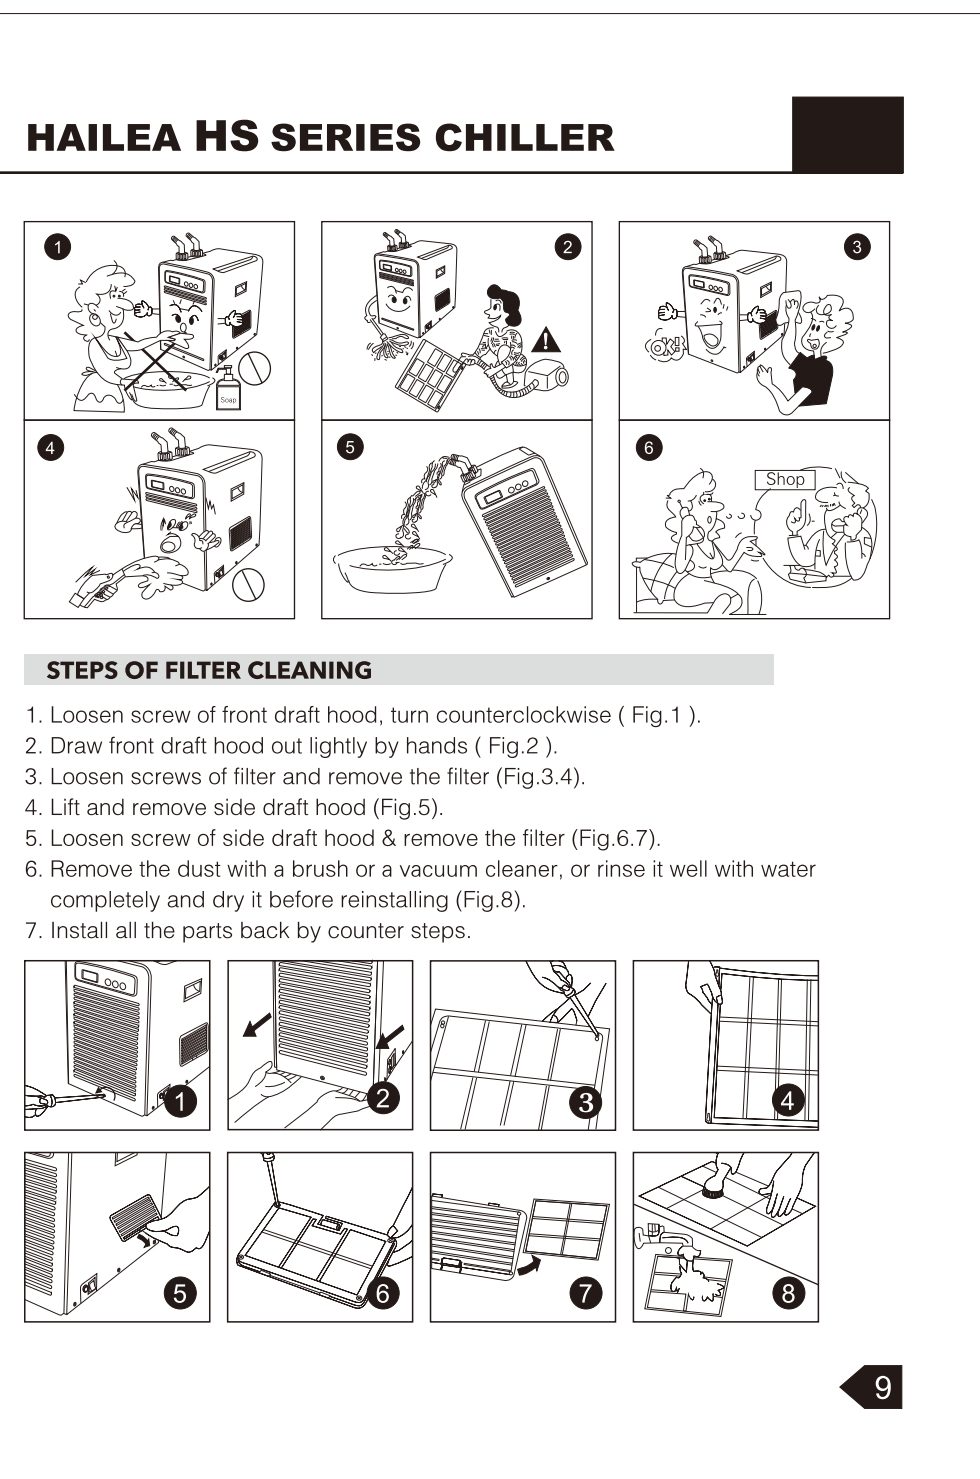 HAILEA HS SERIES CHILLER
1
2
3
Soap
OK!
4
5
6
Shop
STEPS OF FILTER CLEANING
1. Loosen screw of front draft hood, turn counterclockwise ( Fig.1 ).
2. Draw front draft hood out lightly by hands ( Fig.2 ).
3. Loosen screws of filter and remove the filter (Fig.3.4).
4. Lift and remove side draft hood (Fig.5).
5. Loosen screw of side draft hood & remove the filter (Fig.6.7).
6. Remove the dust with a brush or a vacuum cleaner, or rinse it well with water
completely and dry it before reinstalling (Fig.8).
7. Install all the parts back by counter steps.
1
2
3
4
5
6
7
8
9